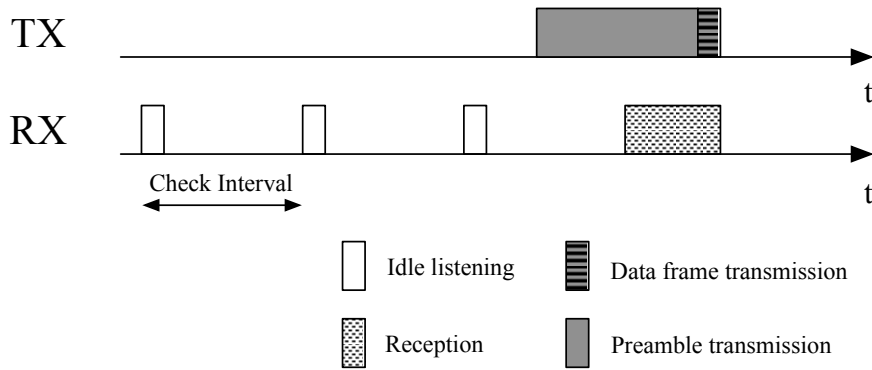 TX
t
RX
t
Check Interval
Idle listening
Data frame transmission
Reception
Preamble transmission